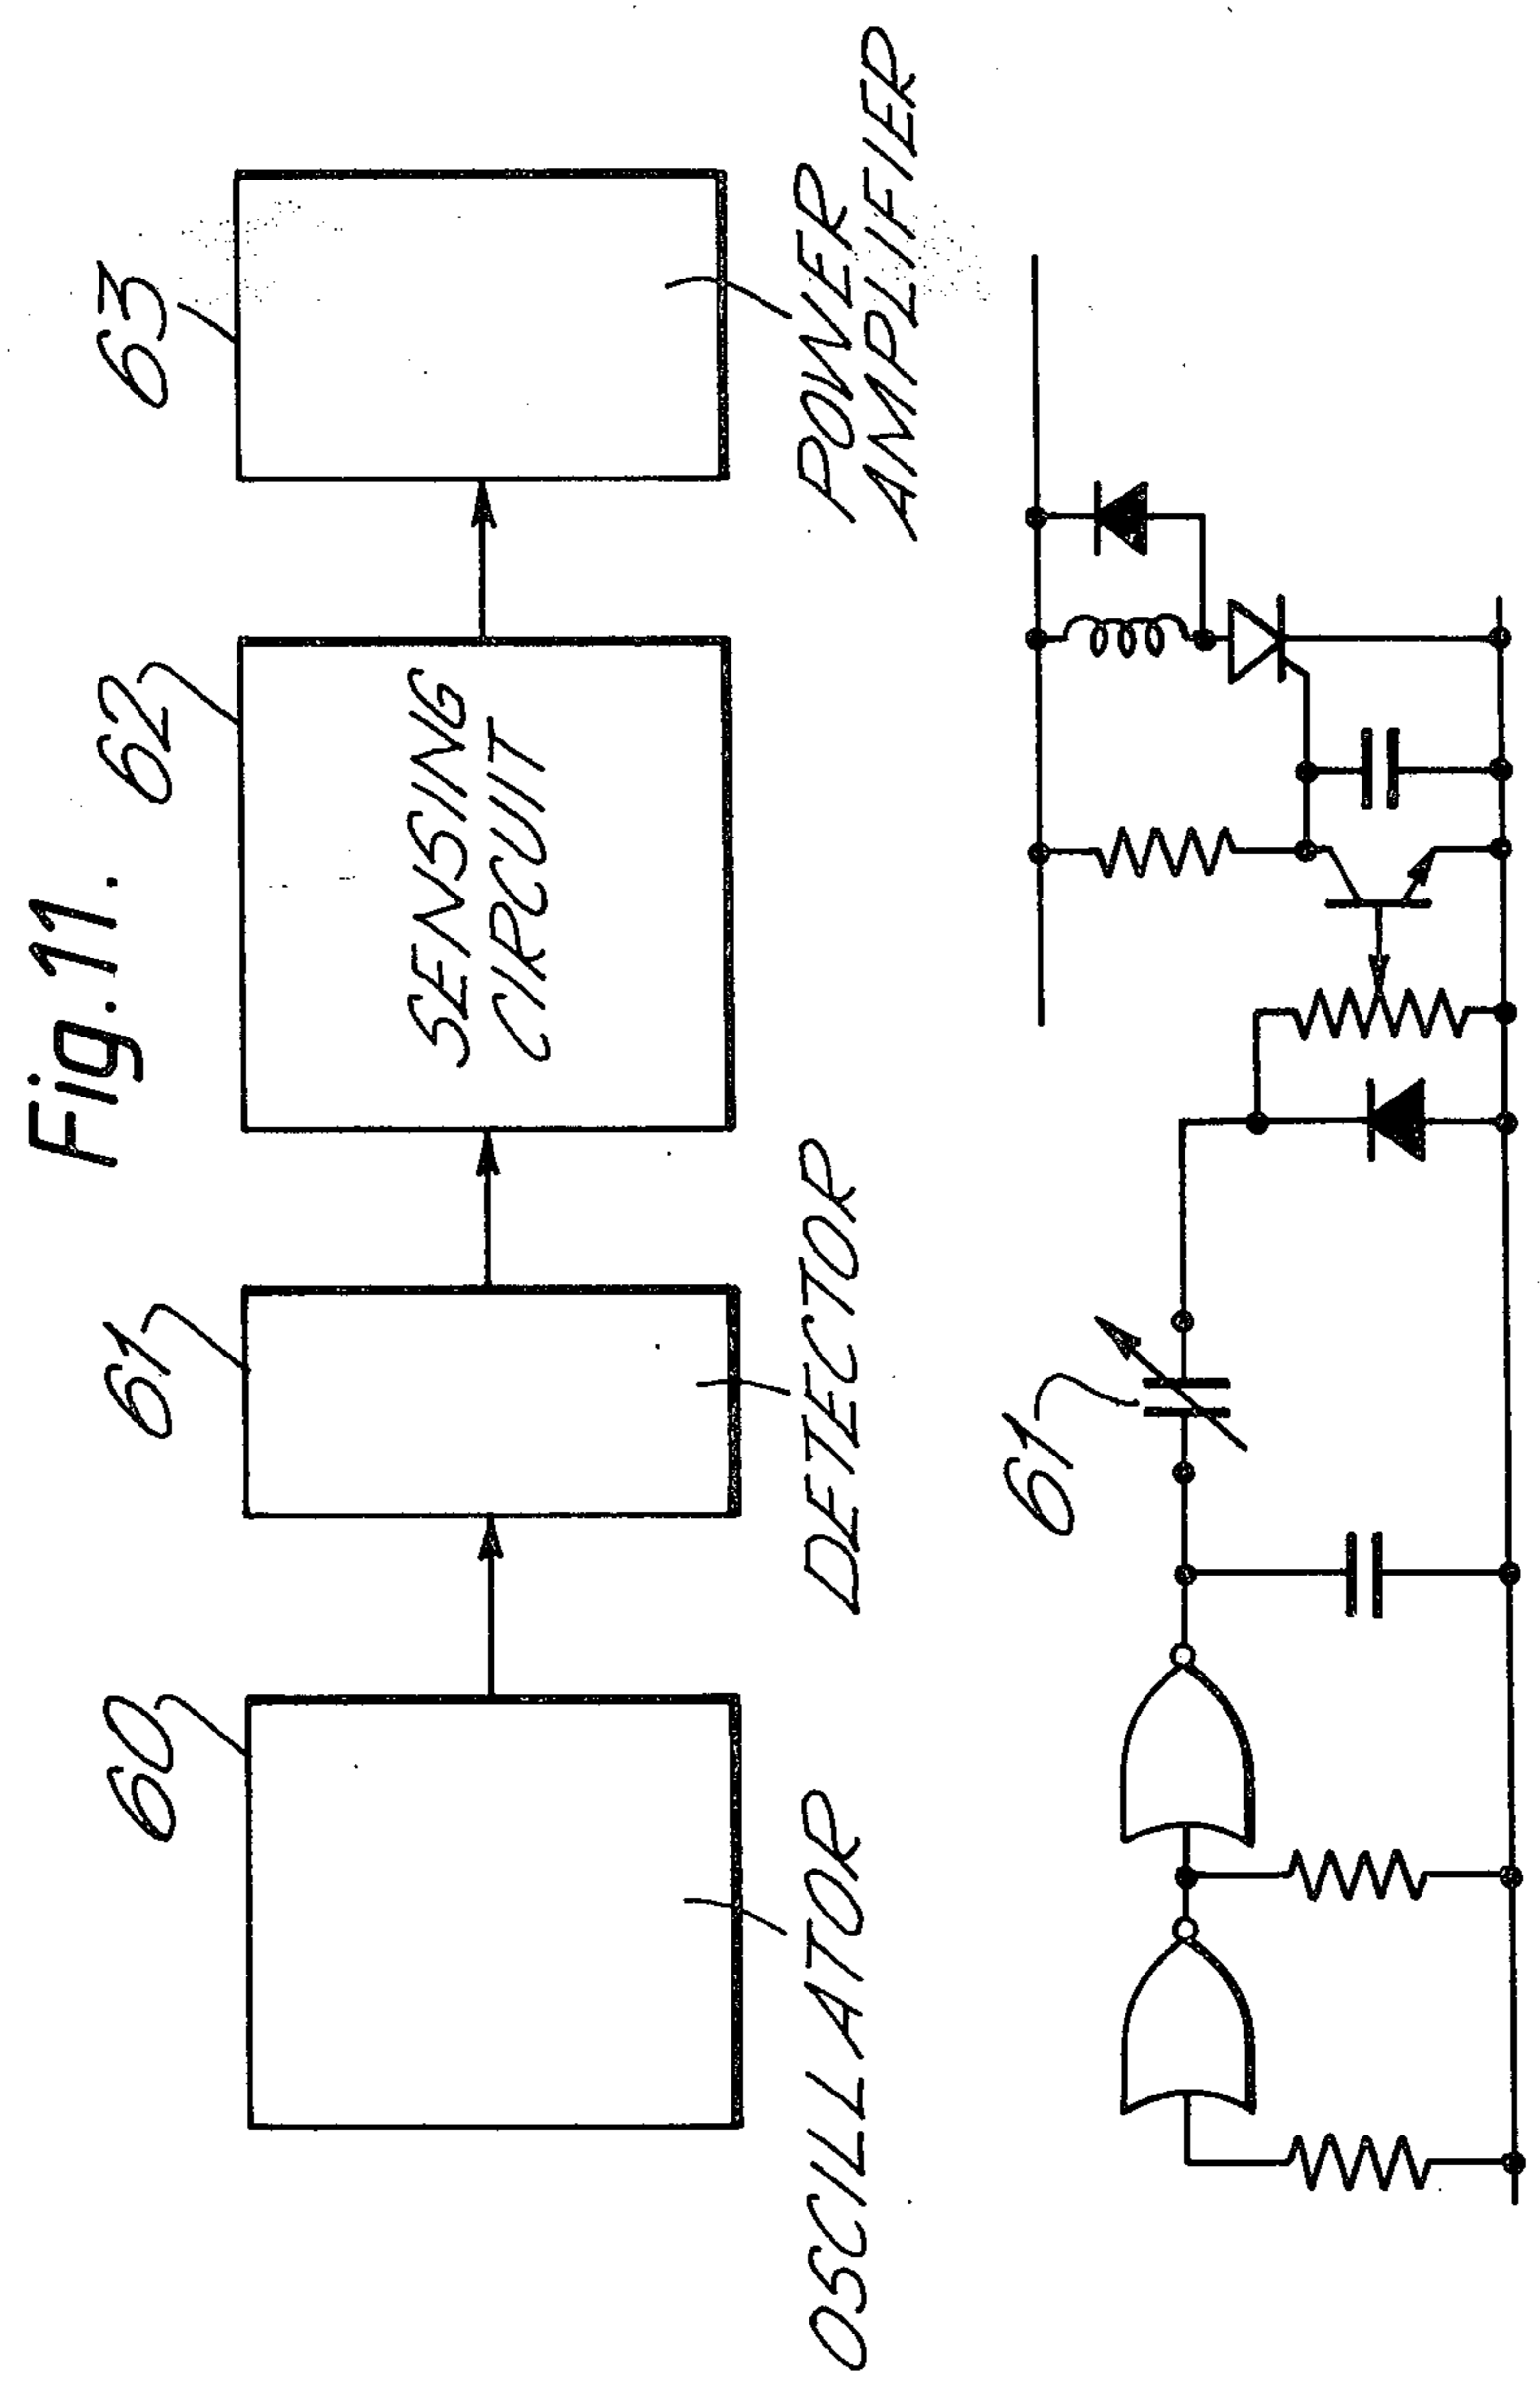 Fig. 11.
60
61
62
63
OSCILLATOR
DETECTOR
SENSING
CIRCUIT
POWER
AMPLIFIER
61